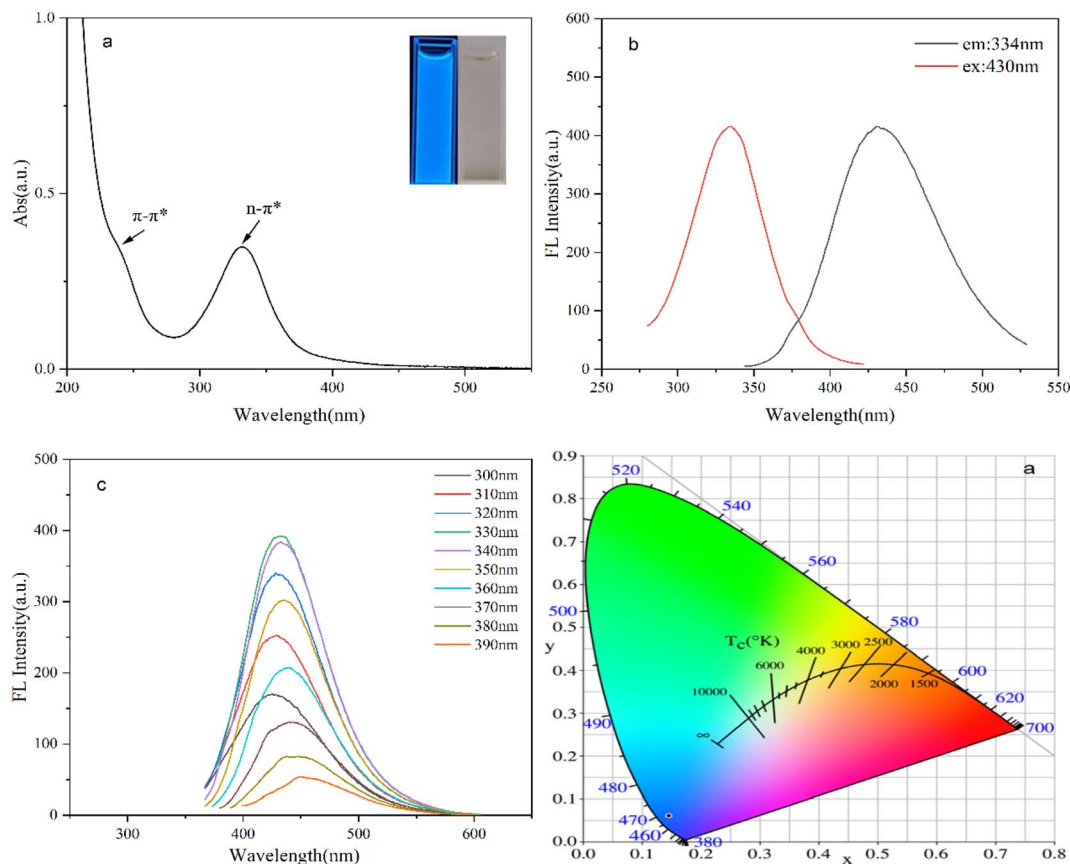 a
1.0
0.5
0.0
π-π*
n-π*
Abs(a.u.)
200 300 400 500
Wavelength(nm)
b
600
500
400
300
200
100
0
em:334nm
ex:430nm
FL Intensity(a.u.)
250 300 350 400 450 500 550
Wavelength(nm)
c
500
400
300
200
100
0
300nm
310nm
320nm
330nm
340nm
350nm
360nm
370nm
380nm
390nm
FL Intensity(a.u.)
300 400 500 600
Wavelength(nm)
a
0.9
0.8
0.7
0.6
0.5
0.4
0.3
0.2
0.1
0.0
y
520
540
560
500
580
600
620
700
490
480
470
460
380
Tc(°K)
∞
10000
6000
4000
3000
2500
2000
1500
0.0 0.1 0.2 0.3 0.4 0.5 0.6 0.7 0.8
x